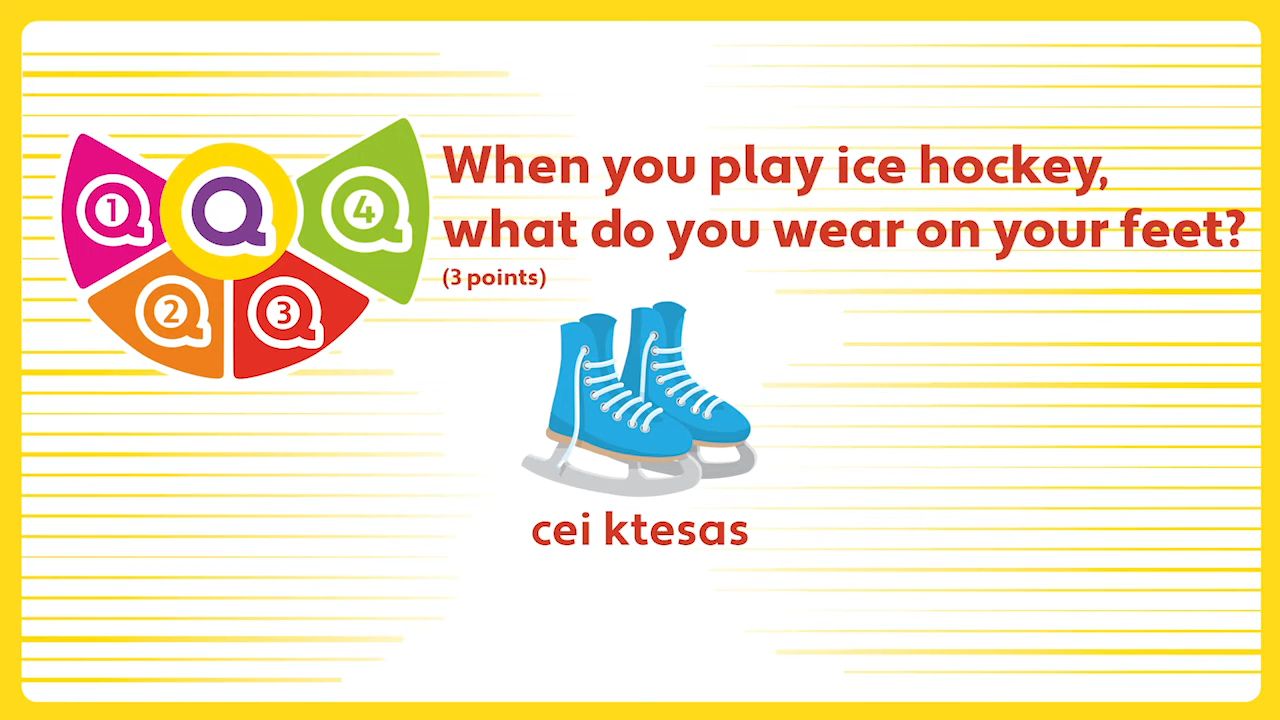 1
Q
4
2
3
When you play ice hockey,
what do you wear on your feet?
(3 points)
cei ktesas